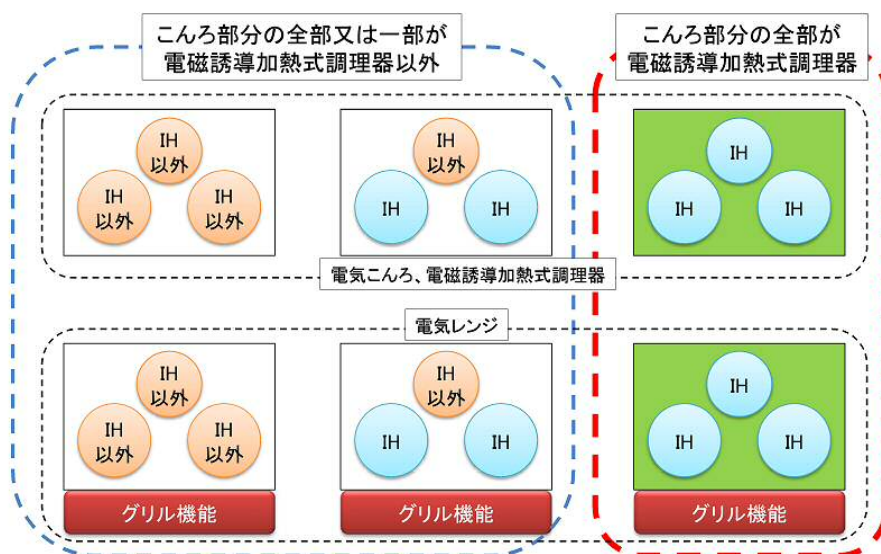 こんろ部分の全部又は一部が
電磁誘導加熱式調理器以外
こんろ部分の全部が
電磁誘導加熱式調理器
IH
以外
IH
以外
IH
以外
IH
以外
IH
IH
IH
IH
IH
電気こんろ、電磁誘導加熱式調理器
電気レンジ
IH
以外
IH
以外
IH
以外
IH
以外
IH
IH
IH
IH
IH
グリル機能
グリル機能
グリル機能